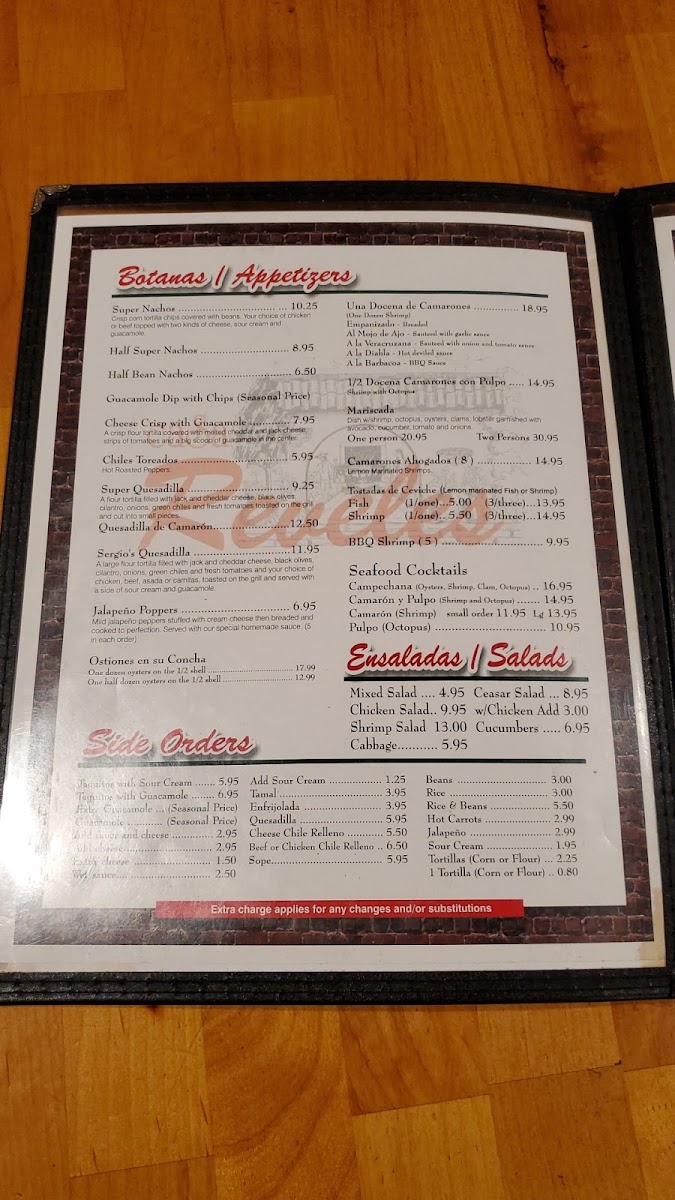 Botanas / Appetizers
Super Nachos ........................... 10.25
Crisp corn tortilla chips covered with beans. Your choice of chicken
or beef topped with two kinds of cheese, sour cream and
guacamole.
Half Super Nachos ........................ 8.95
Half Bean Nachos ......................... 6.50
Guacamole Dip with Chips (Seasonal Price)
Cheese Crisp with Guacamole ........... 7.95
A crisp flour tortilla covered with melted cheddar and jack cheese,
strips of tomatoes and a big scoop of guacamole in the center.
Chiles Toreados ........................... 5.95
Hot Roasted Peppers.
Super Quesadilla .......................... 9.25
A flour tortilla filled with jack and cheddar cheese, black olives,
cilantro, onions, green chiles and fresh tomatoes toasted on the grill
and cut into small pieces.
Quesadilla de Camarón.................... 12.50
Sergio's Quesadilla ........................ 11.95
A large flour tortilla filled with jack and cheddar cheese, black olives,
cilantro, onions, green chiles and fresh tomatoes and your choice of
chicken, beef, asada or carnitas, toasted on the grill and served with
a side of sour cream and guacamole.
Jalapeño Poppers ........................... 6.95
Mild jalapeño peppers stuffed with cream cheese then breaded and
cooked to perfection. Served with our special homemade sauce. (5
in each order)
Ostiones en su Concha
One dozen oysters on the 1/2 shell ........................ 17.99
One half dozen oysters on the 1/2 shell .................... 12.99
Una Docena de Camarones ................ 18.95
(One Dozen Shrimp)
Empanizado - Breaded
Al Mojo de Ajo - Sauteed with garlic sauce
A la Veracruzana - Sauteed with onion and tomato sauce
A la Diabla - Hot deviled sauce
A la Barbacoa - BBQ Sauce
1/2 Docena Camarones con Pulpo ..... 14.95
Shrimp with Octopus
Mariscada
Dish w/shrimp, octopus, oysters, clams, lobster garnished with
avocado, cucumber, tomato and onions.
One person 20.95 Two Persons 30.95
Camarones Ahogados ( 8 ) ................ 14.95
Lemon Marinated Shrimps.
Tostadas de Ceviche (Lemon marinated Fish or Shrimp)
Fish (1/one)...5.00 (3/three)...13.95
Shrimp (1/one).. 5.50 (3/three)...14.95
BBQ Shrimp ( 5 ) ........................... 9.95
Seafood Cocktails
Campechana (Oysters, Shrimp, Clam, Octopus) .. 16.95
Camarón y Pulpo (Shrimp and Octopus) ....... 14.95
Camarón (Shrimp) small order 11.95 Lg 13.95
Pulpo (Octopus) ............................ 10.95
Ensaladas / Salads
Mixed Salad .... 4.95 Ceasar Salad ... 8.95
Chicken Salad.. 9.95 w/Chicken Add 3.00
Shrimp Salad 13.00 Cucumbers ..... 6.95
Cabbage........... 5.95
Side Orders
Taquitos with Sour Cream ....... 5.95
Taquitos with Guacamole ....... 6.95
Extra Guacamole ... (Seasonal Price)
Guacamole ........... (Seasonal Price)
Add sauce and cheese ............ 2.95
Add cheese........................ 2.95
Extra cheese ...................... 1.50
Wet sauce......................... 2.50
Add Sour Cream ................ 1.25
Tamal .............................. 3.95
Enfrijolada ........................ 3.95
Quesadilla ......................... 5.95
Cheese Chile Relleno ........... 5.50
Beef or Chicken Chile Relleno .. 6.50
Sope................................ 5.95
Beans ............................. 3.00
Rice ............................... 3.00
Rice & Beans ..................... 5.50
Hot Carrots ...................... 2.99
Jalapeño .......................... 2.99
Sour Cream ...................... 1.95
Tortillas (Corn or Flour) ... 2.25
1 Tortilla (Corn or Flour) .. 0.80
Extra charge applies for any changes and/or substitutions